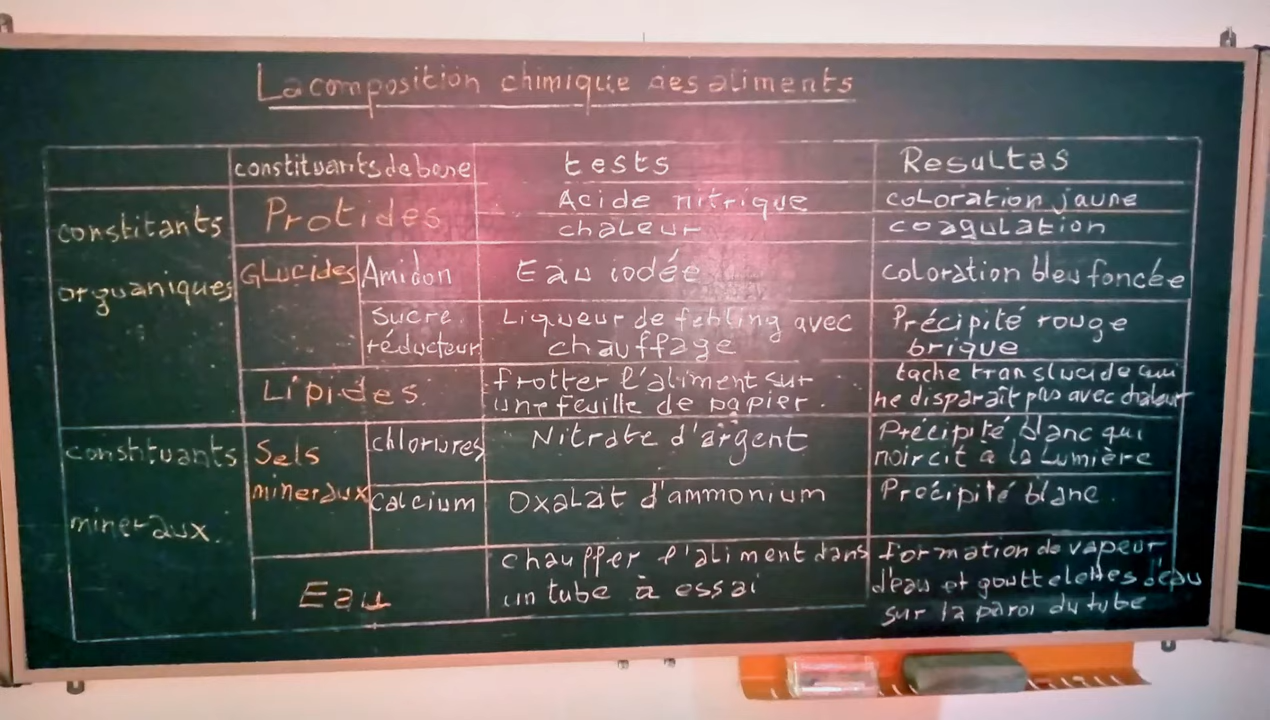 La composition chimique des aliments
constituants de base tests Resultas
constitants
orguaniques
Protides Acide nitrique coloration jaune
chaleur coagulation
Glucides Amidon Eau iodée coloration bleu foncée
Sucre
réducteur
Liqueur de fehling avec
chauffage
Précipité rouge
brique
Lipides.
frotter l'aliment sur
une feuille de papier.
tache translucide qui
ne disparaît plus avec chaleur
constituants
mineraux.
Sels
mineraux
chlorures Nitrate d'argent
Précipité blanc qui
noircit a la Lumière
Calcium Oxalat d'ammonium Précipité blanc.
Eau
chauffer l'aliment dans
un tube à essai
formation de vapeur
d'eau et gouttelettes d'eau
sur la paroi du tube